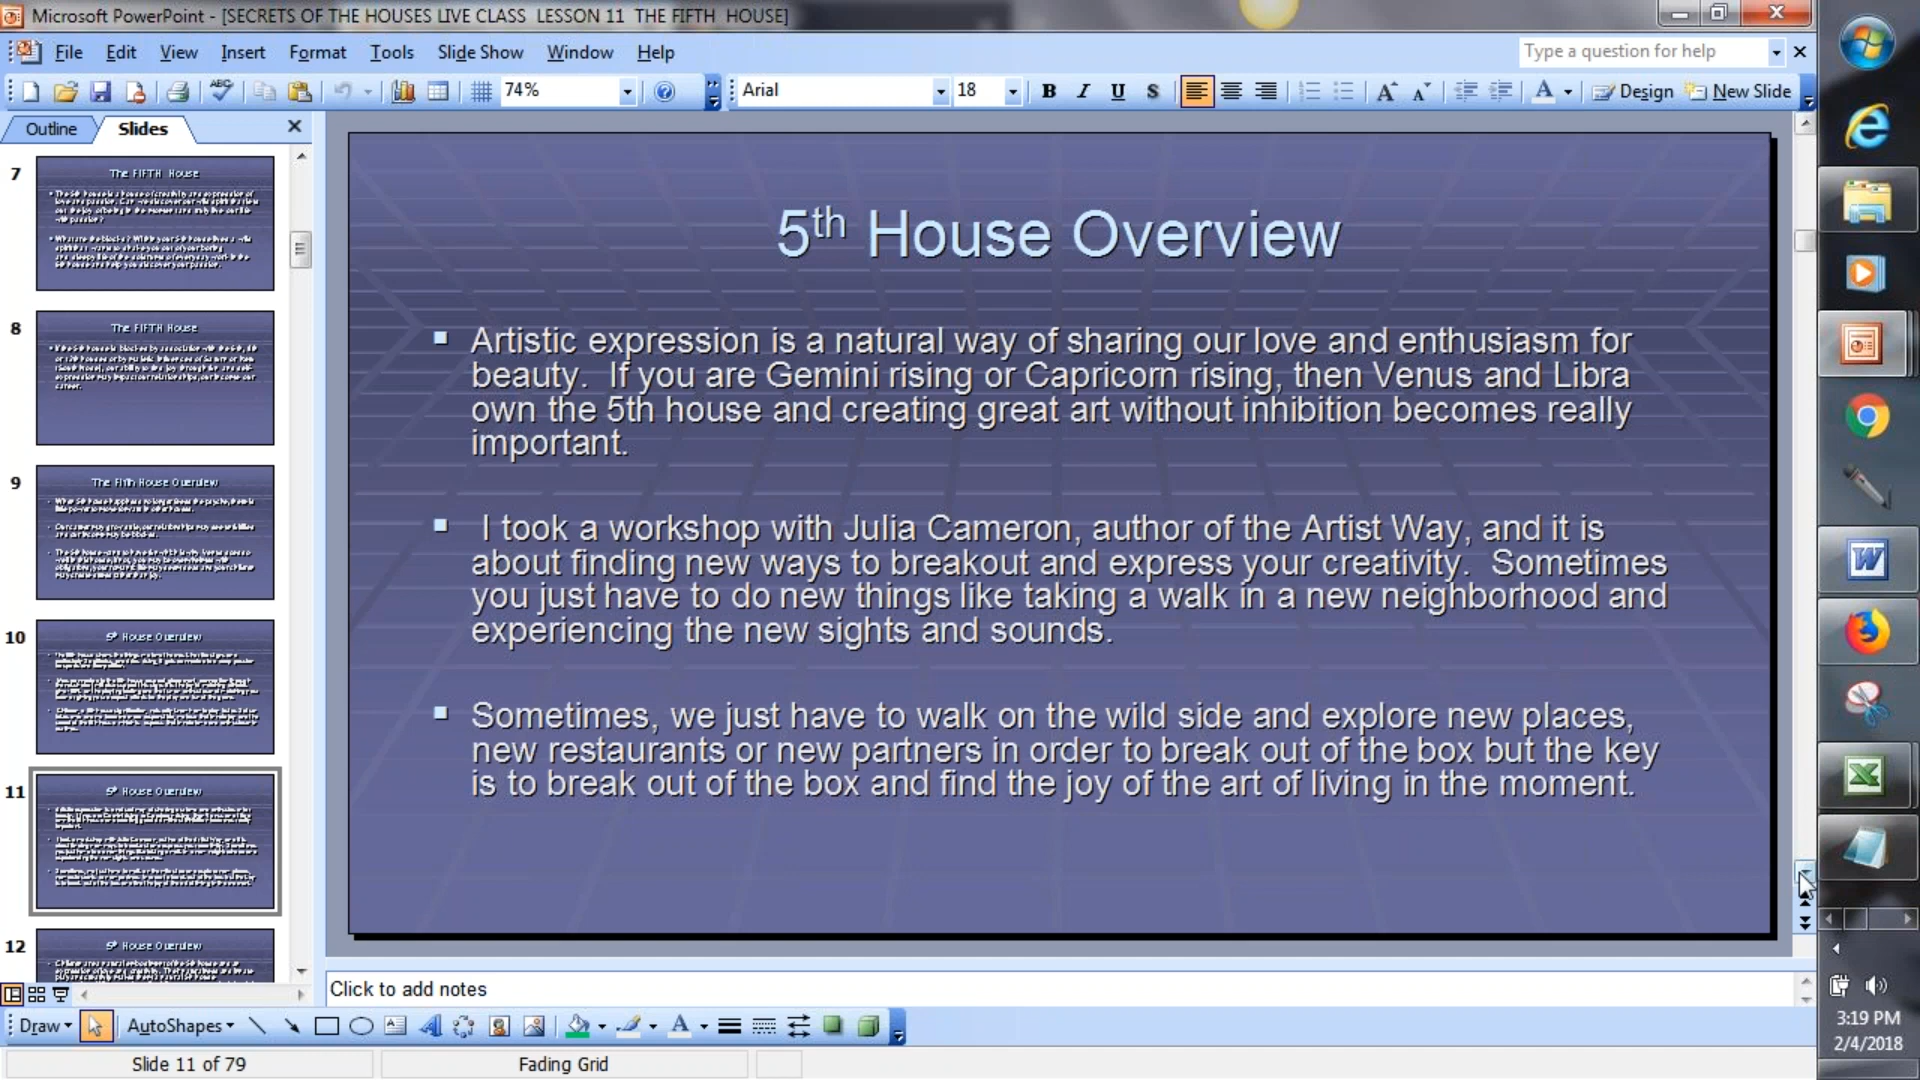 Microsoft PowerPoint - [SECRETS OF THE HOUSES LIVE CLASS LESSON 11 THE FIFTH HOUSE]
File Edit View Insert Format Tools Slide Show Window Help
Type a question for help
74%
Arial
18
B I U S
Design
New Slide
Outline
Slides
7
The FIFTH House
8
The FIFTH House
9
The Fifth House Overview
10
5th House Overview
11
5th House Overview
12
5th House Overview
5th House Overview
Artistic expression is a natural way of sharing our love and enthusiasm for
beauty. If you are Gemini rising or Capricorn rising, then Venus and Libra
own the 5th house and creating great art without inhibition becomes really
important.
I took a workshop with Julia Cameron, author of the Artist Way, and it is
about finding new ways to breakout and express your creativity. Sometimes
you just have to do new things like taking a walk in a new neighborhood and
experiencing the new sights and sounds.
Sometimes, we just have to walk on the wild side and explore new places,
new restaurants or new partners in order to break out of the box but the key
is to break out of the box and find the joy of the art of living in the moment.
Click to add notes
Draw
AutoShapes
Slide 11 of 79
Fading Grid
3:19 PM
2/4/2018